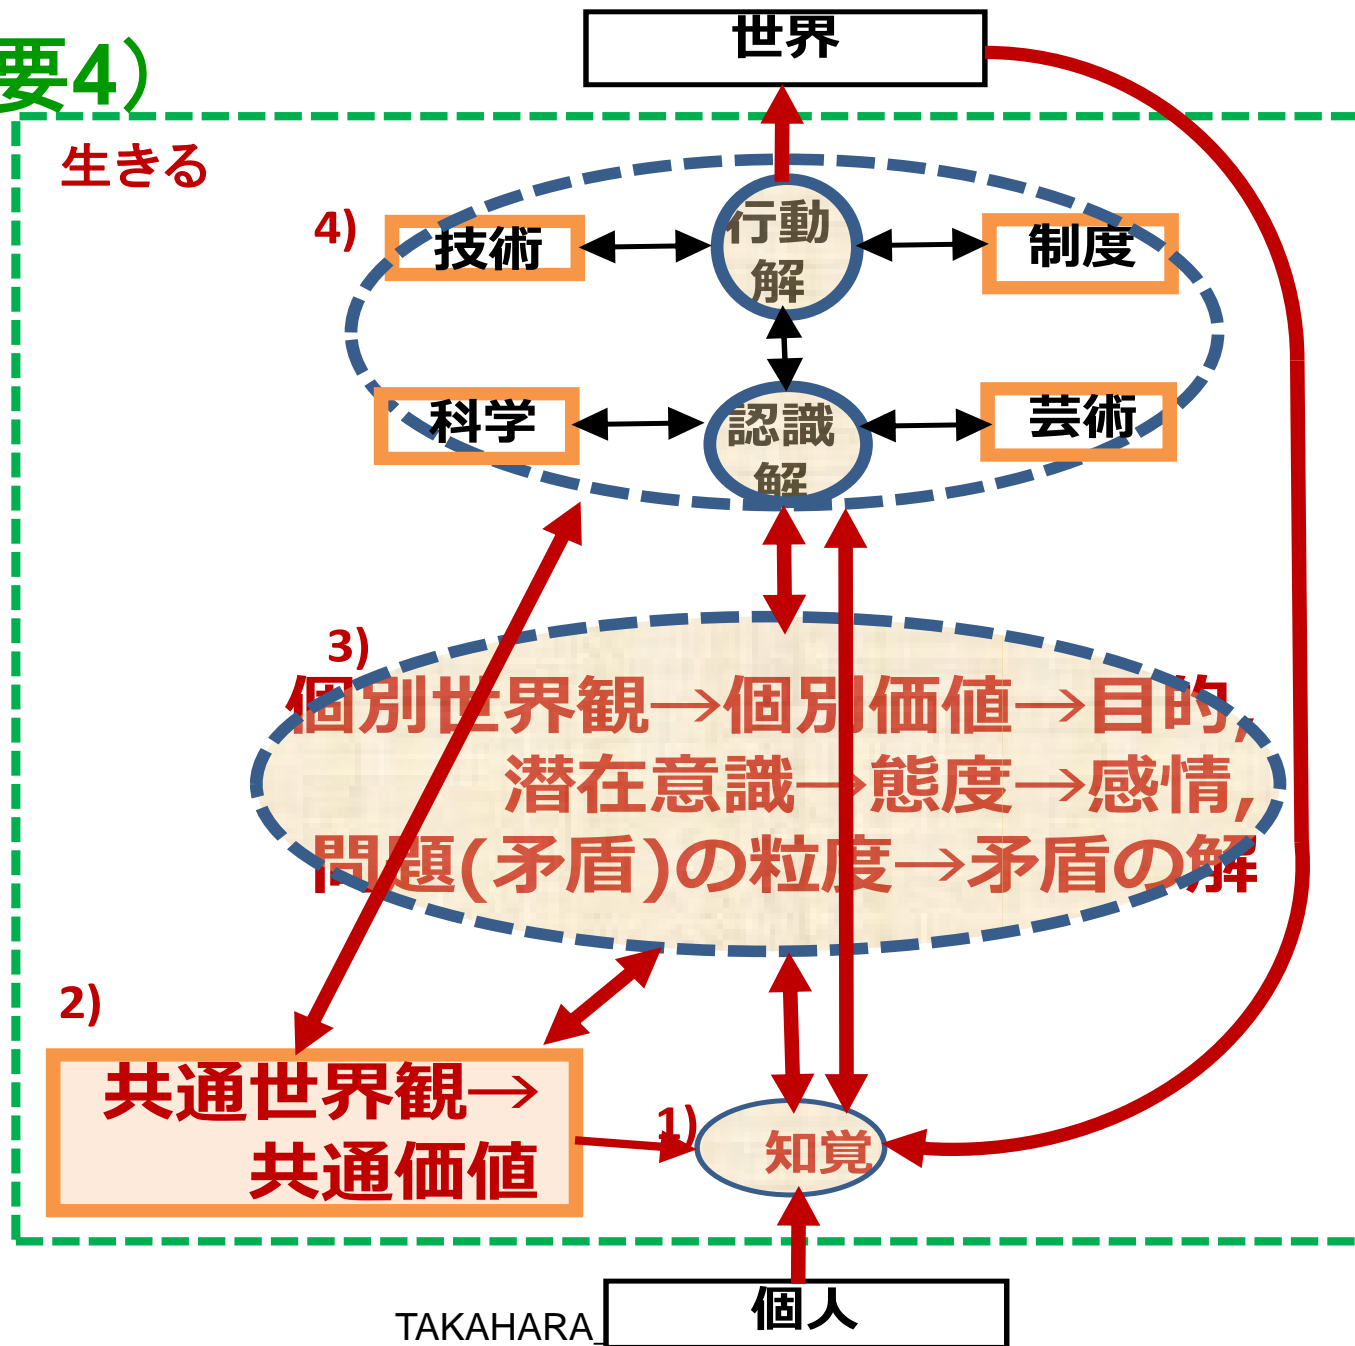 世界
要4）
生きる
4)
行動
解
技術
制度
認識
解
科学
芸術
3)
個別世界観→個別価値→目的,
潜在意識→態度→感情,
問題(矛盾)の粒度→矛盾の解
2)
共通世界観→
共通価値
1)
知覚
個人
TAKAHARA_